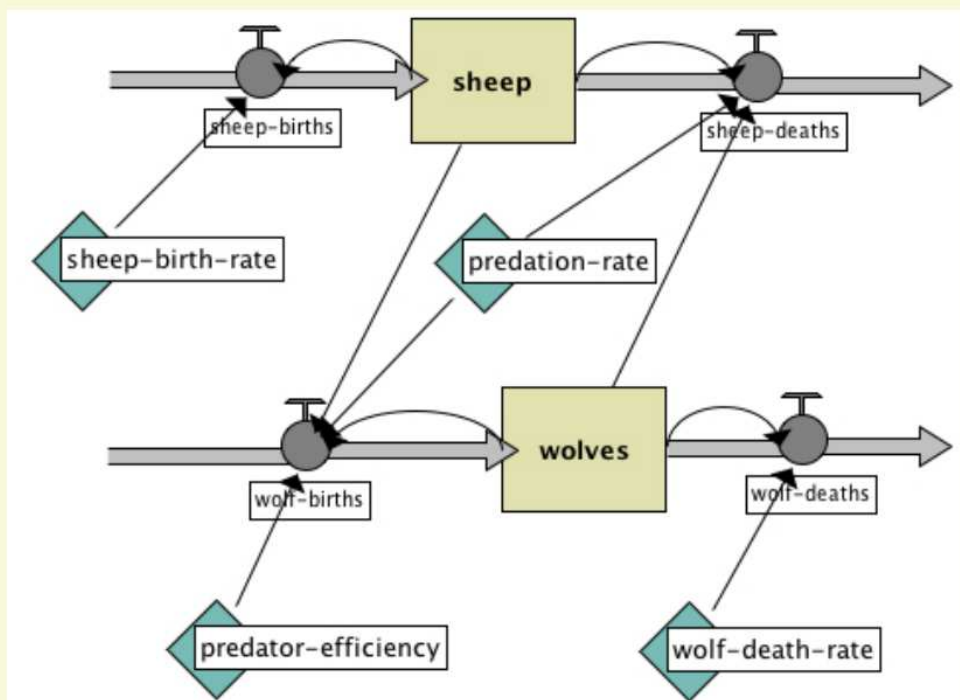 sheep
sheep-births
sheep-deaths
sheep-birth-rate
predation-rate
wolves
wolf-births
wolf-deaths
predator-efficiency
wolf-death-rate